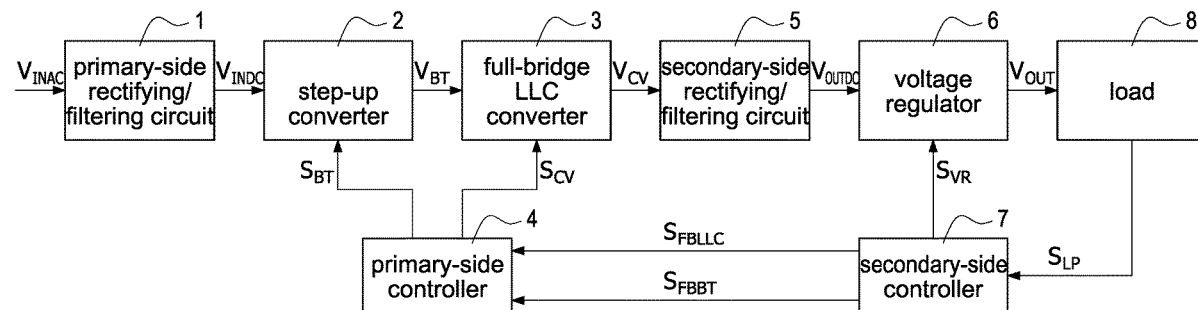 1
2
3
5
6
8
V_INAC
primary-side
rectifying/
filtering circuit
V_INDC
step-up
converter
V_BT
full-bridge
LLC
converter
V_CV
secondary-side
rectifying/
filtering circuit
V_OUTDC
voltage
regulator
V_OUT
load
S_BT
S_CV
S_VR
4
7
primary-side
controller
S_FBLLC
S_FBBT
secondary-side
controller
S_LP